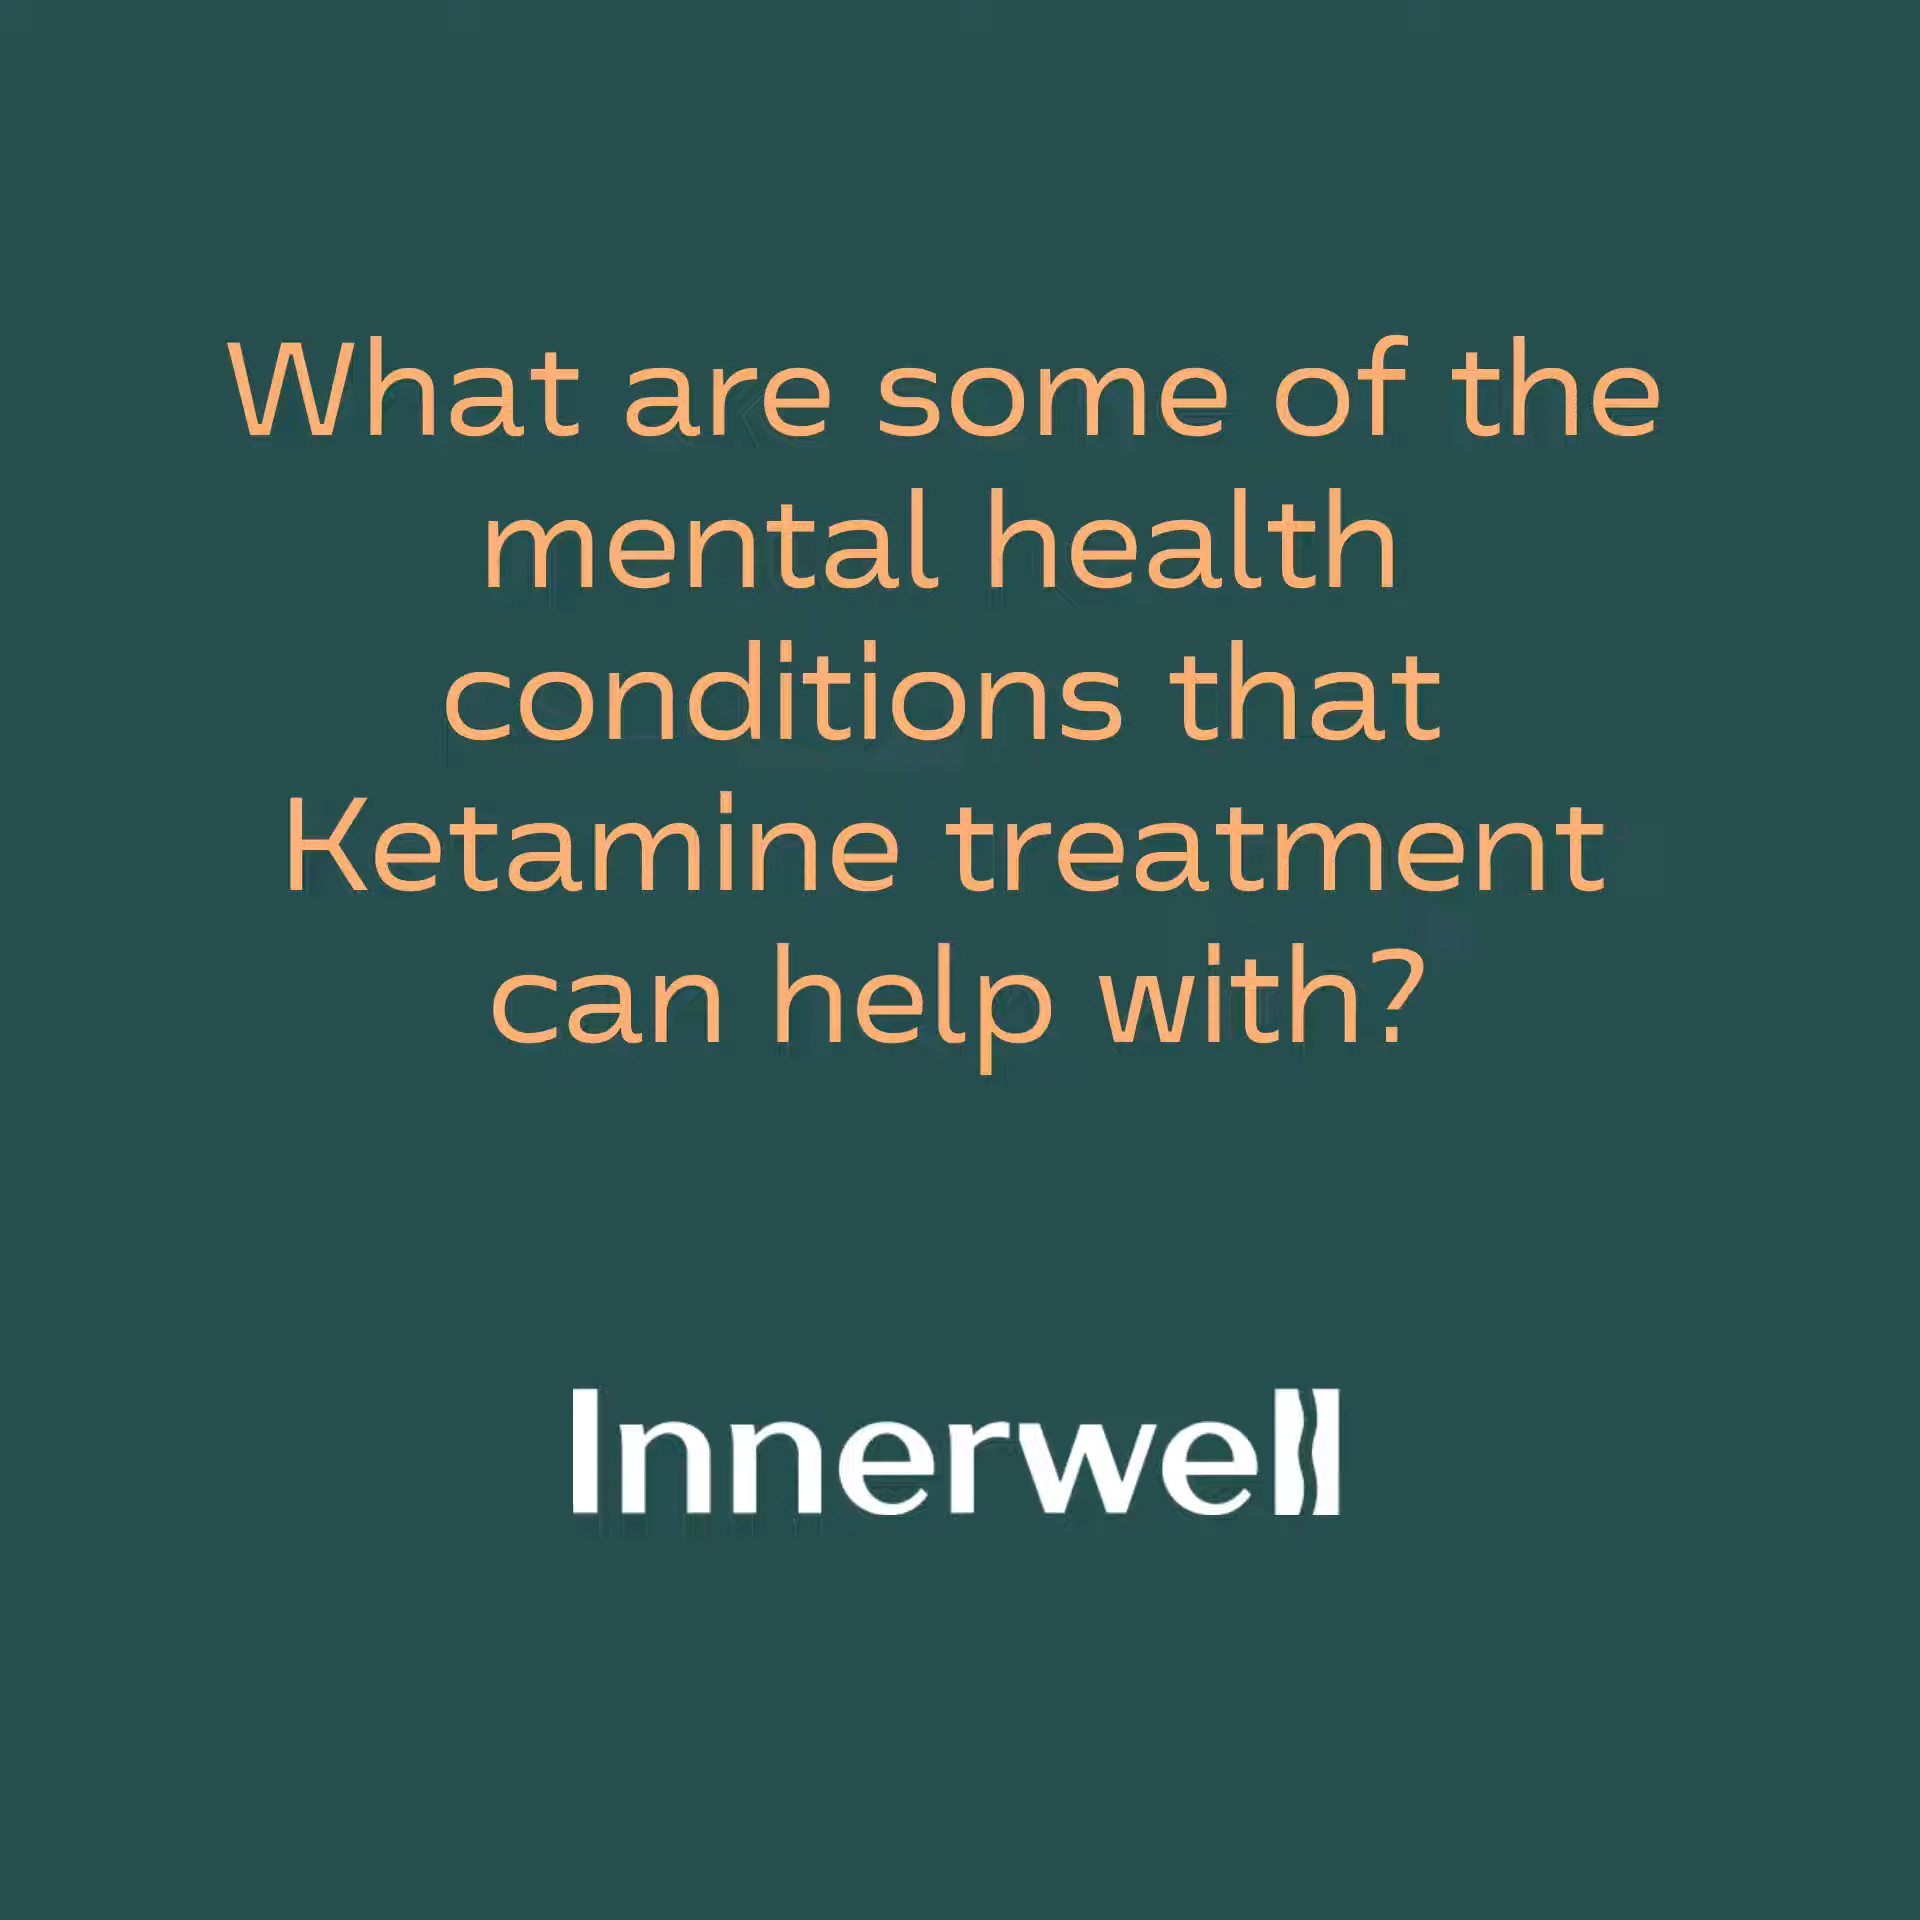 What are some of the
mental health
conditions that
Ketamine treatment
can help with?
Innerwell